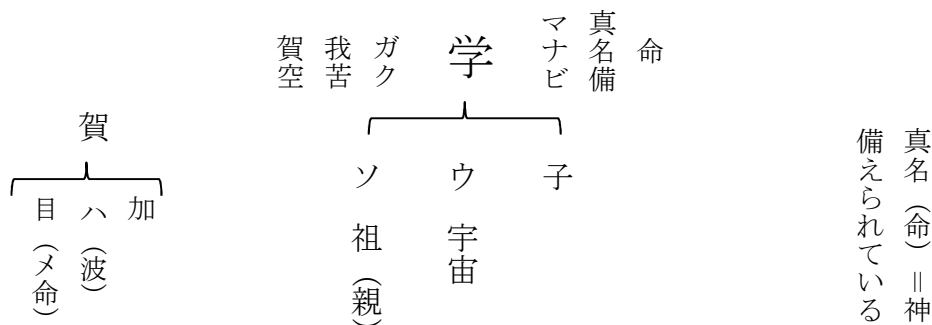 真名（命）＝神
備えられている
命
真名備
マナビ
学
ガク
我苦
賀空
子
ウ 宇宙
ソ 祖（親）
賀
加
ハ（波）
目（メ命）